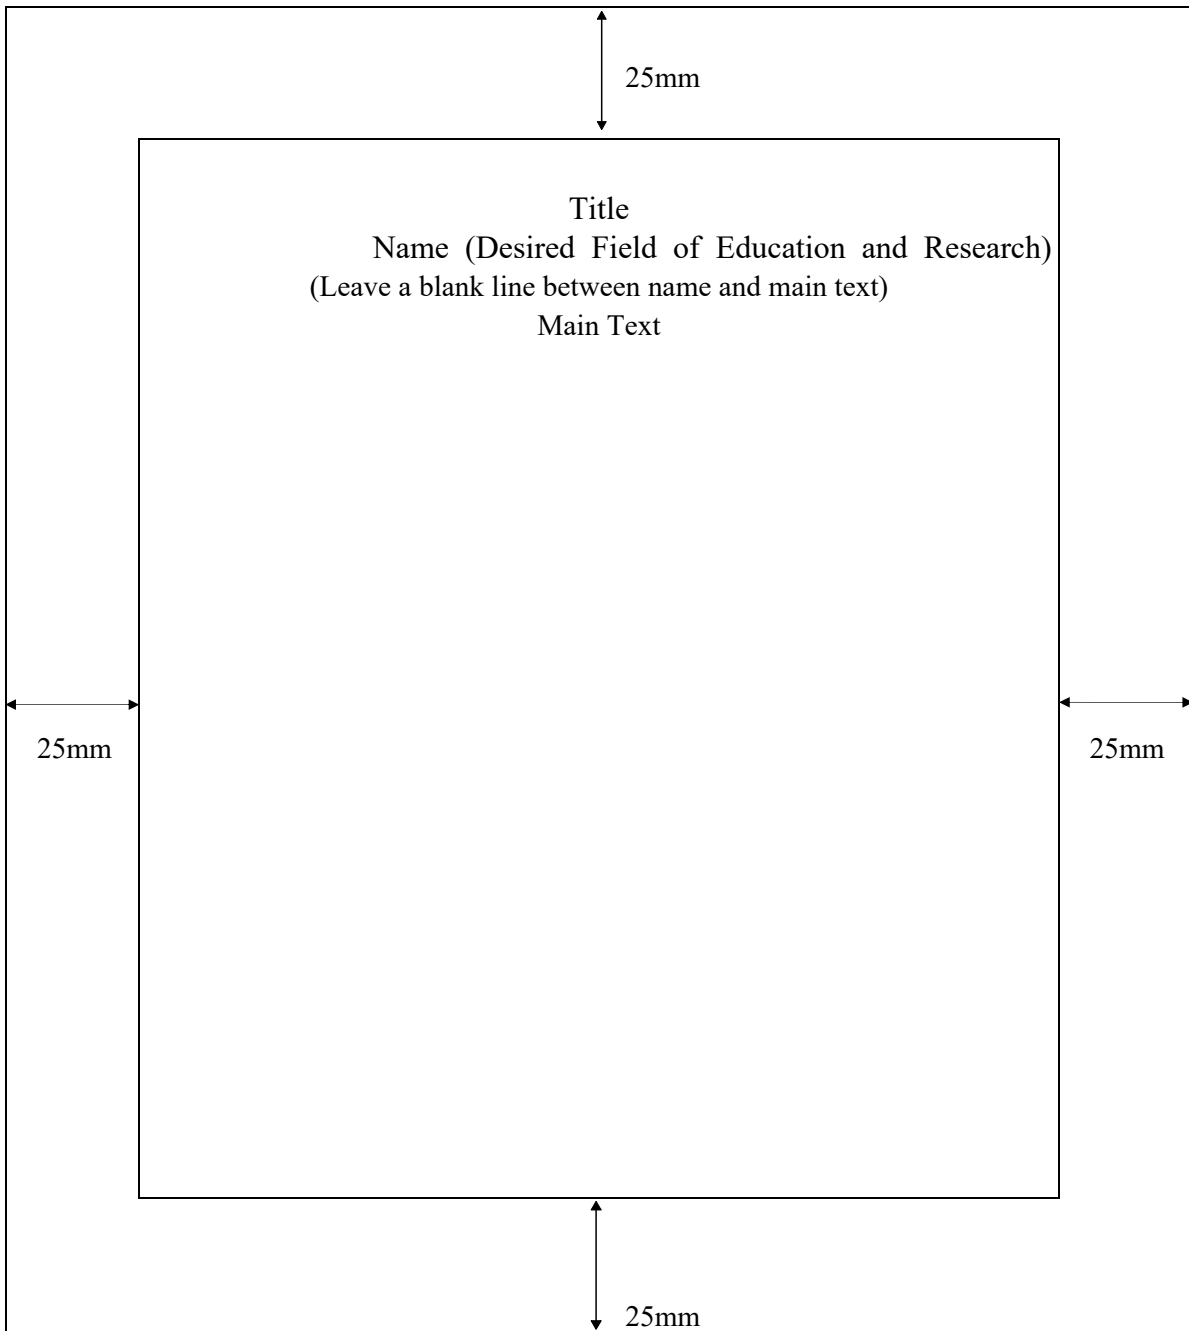 25mm
Title
Name (Desired Field of Education and Research)
(Leave a blank line between name and main text)
Main Text
25mm
25mm
25mm